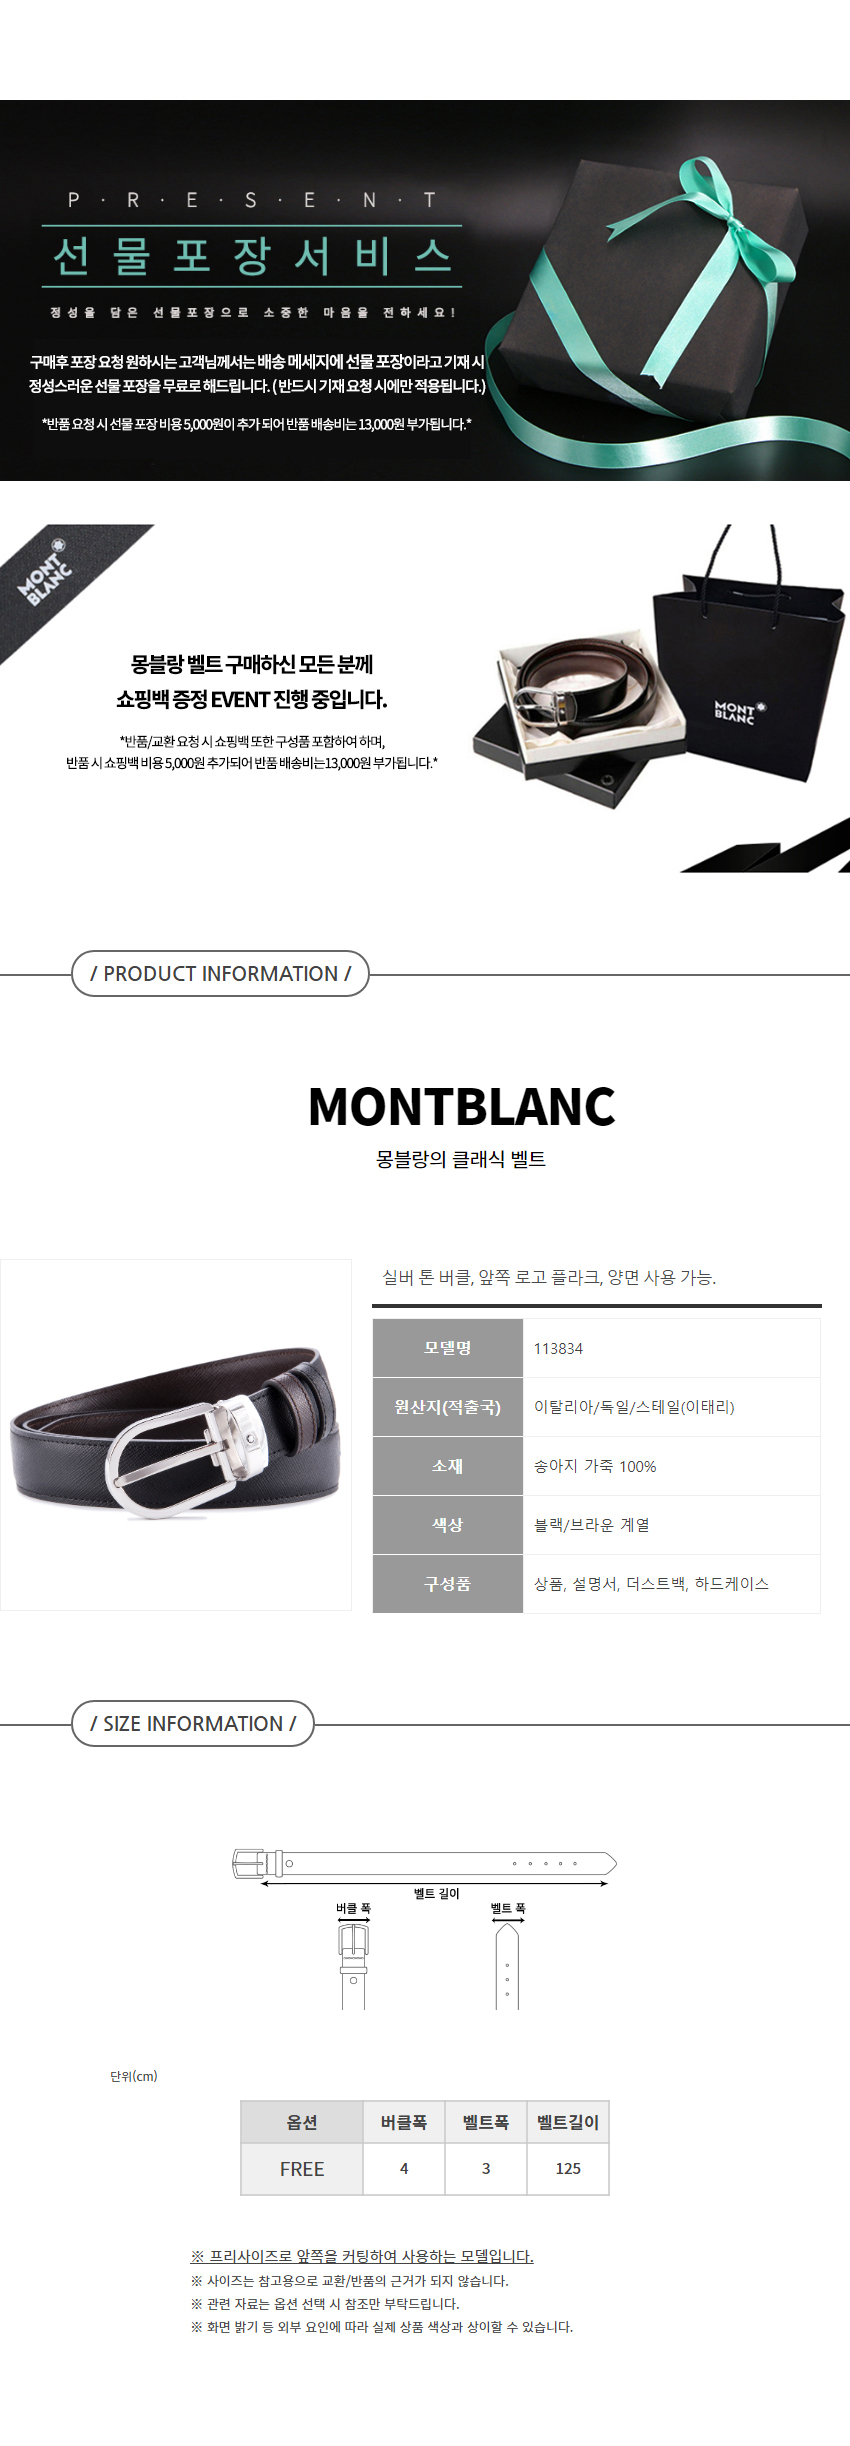 P · R · E · S · E · N · T
선물포장서비스
정성을 담은 선물포장으로 소중한 마음을 전하세요!
구매후 포장 요청 원하시는 고객님께서는 배송 메세지에 선물 포장이라고 기재 시
정성스러운 선물 포장을 무료로 해드립니다. ( 반드시 기재 요청 시에만 적용됩니다.)
*반품 요청 시 선물 포장 비용 5,000원이 추가 되어 반품 배송비는 13,000원 부가됩니다.*
MONT
BLANC
몽블랑 벨트 구매하신 모든 분께
쇼핑백 증정 EVENT 진행 중입니다.
*반품/교환 요청 시 쇼핑백 또한 구성품 포함하여 하며,
반품 시 쇼핑백 비용 5,000원 추가되어 반품 배송비는13,000원 부가됩니다.*
MONT
BLANC
/ PRODUCT INFORMATION /
MONTBLANC
몽블랑의 클래식 벨트
실버 톤 버클, 앞쪽 로고 플라크, 양면 사용 가능.
모델명 113834
원산지(적출국) 이탈리아/독일/스테일(이태리)
소재 송아지 가죽 100%
색상 블랙/브라운 계열
구성품 상품, 설명서, 더스트백, 하드케이스
/ SIZE INFORMATION /
벨트 길이
버클 폭 벨트 폭
단위(cm)
옵션 버클폭 벨트폭 벨트길이
FREE 4 3 125
※ 프리사이즈로 앞쪽을 커팅하여 사용하는 모델입니다.
※ 사이즈는 참고용으로 교환/반품의 근거가 되지 않습니다.
※ 관련 자료는 옵션 선택 시 참조만 부탁드립니다.
※ 화면 밝기 등 외부 요인에 따라 실제 상품 색상과 상이할 수 있습니다.